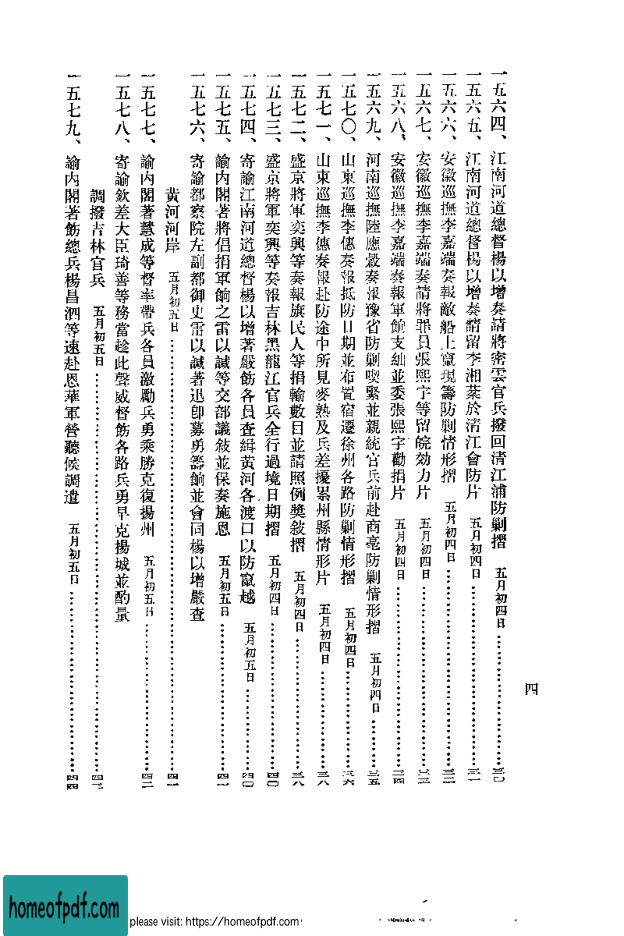 一五六四、江南河道總督楊以增奏請將密雲官兵撥回清江浦防剿摺　五月初四日…………三〇
一五六五、江南河道總督楊以增奏請留李湘棻於清江會防片　五月初四日…………三一
一五六六、安徽巡撫李嘉端奏報敵船上竄現籌防剿情形摺　五月初四日…………三二
一五六七、安徽巡撫李嘉端奏請將罪員張熙宇等留皖効力片　五月初四日…………三三
一五六八、安徽巡撫李嘉端奏報軍餉支絀並委張熙宇勸捐片　五月初四日…………三四
一五六九、河南巡撫陸應穀奏報豫省防剿喫緊並親統官兵前赴商亳防剿情形摺　五月初四日…………三五
一五七〇、山東巡撫李僡奏報抵防日期並布置宿遷徐州各路防剿情形摺　五月初四日…………三六
一五七一、山東巡撫李僡奏報赴防途中所見麥熟及兵差擾累州縣情形片　五月初四日…………三八
一五七二、盛京將軍奕興等奏報旗民人等捐輸數目並請照例獎敍摺　五月初四日…………三八
一五七三、盛京將軍奕興等奏報吉林黑龍江官兵全行過境日期摺　五月初四日…………四〇
一五七四、寄諭江南河道總督楊以增著嚴飭各員查緝黃河各渡口以防竄越　五月初五日…………四〇
一五七五、諭內閣著將倡捐軍餉之雷以諴等交部議敍並保奏施恩　五月初五日…………四一
一五七六、寄諭都察院左副都御史雷以諴著迅卽募勇籌餉並會同楊以增嚴查
黃河河岸　五月初五日…………四一
一五七七、諭內閣著慧成等督率帶兵各員激勵兵勇乘勝克復揚州　五月初五日…………四二
一五七八、寄諭欽差大臣琦善等務當趁此聲威督飭各路兵勇早克揚城並酌量
調撥吉林官兵　五月初五日…………四三
一五七九、諭內閣著飭總兵楊昌泗等速赴恩華軍營聽候調遣　五月初五日…………四四
四
homeofpdf.com
please visit: https://homeofpdf.com